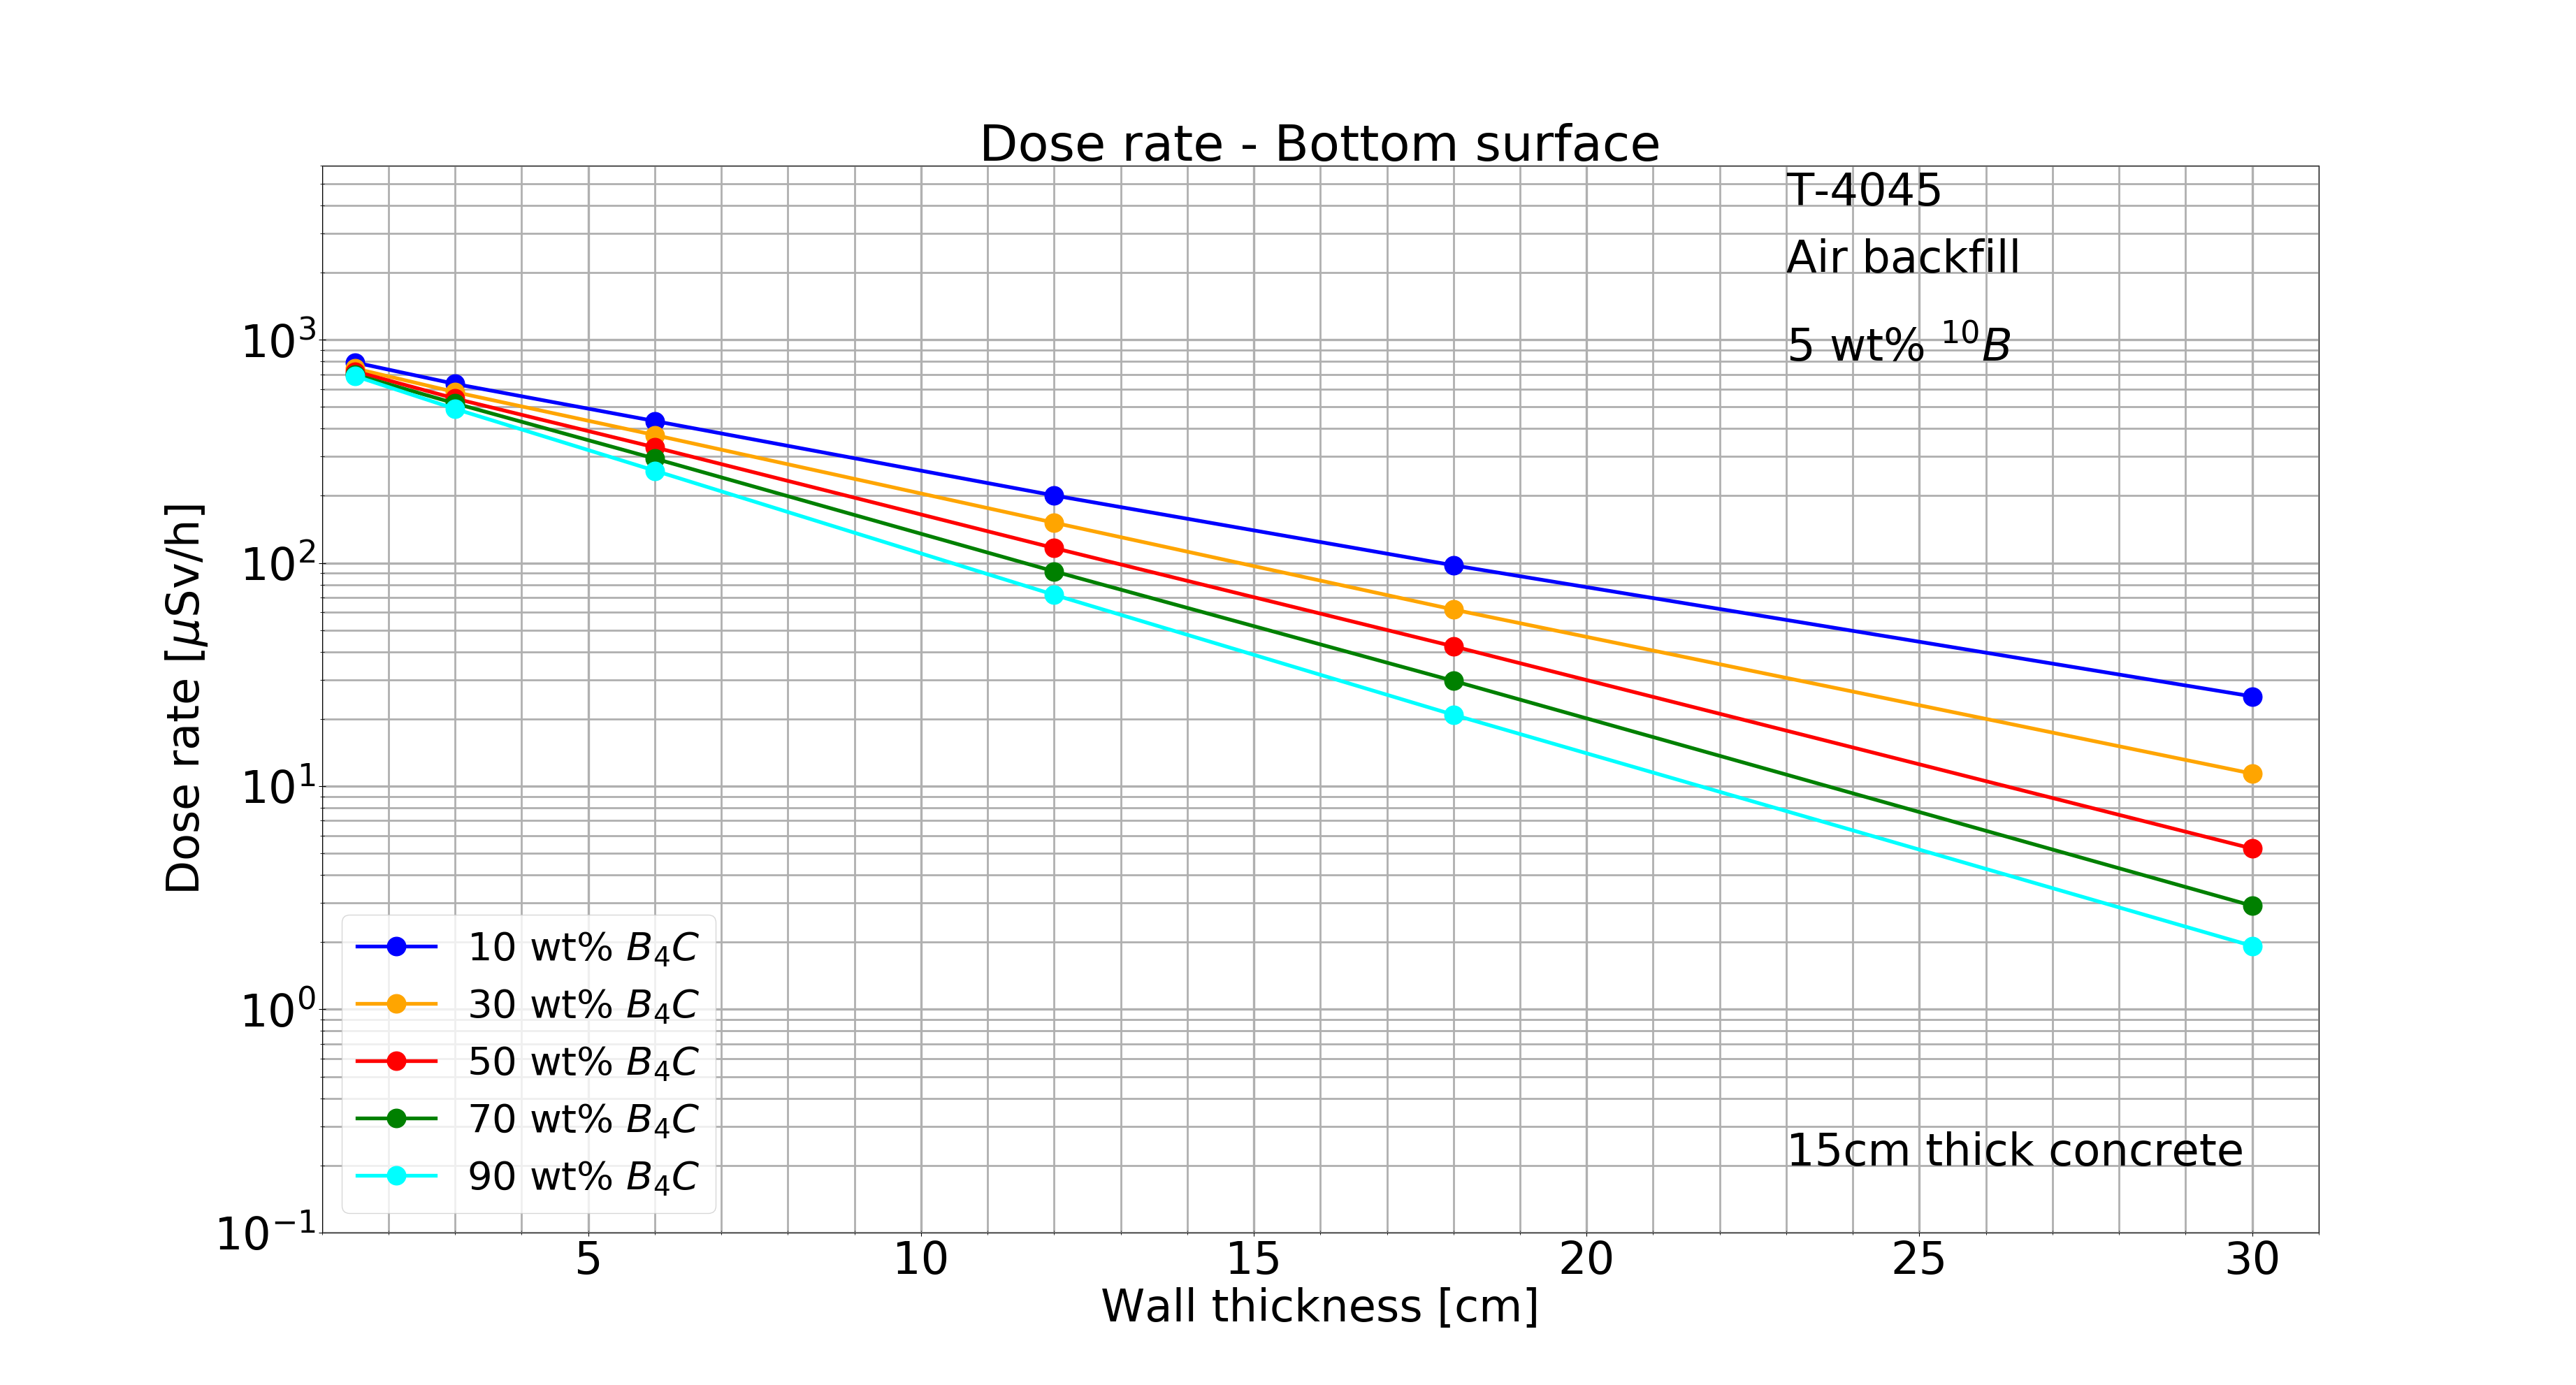 Dose rate - Bottom surface
T-4045
Air backfill
5 wt% ¹⁰B
15cm thick concrete
Dose rate [μSv/h]
10³
10²
10¹
10⁰
10⁻¹
10 wt% B₄C
30 wt% B₄C
50 wt% B₄C
70 wt% B₄C
90 wt% B₄C
5 10 15 20 25 30
Wall thickness [cm]